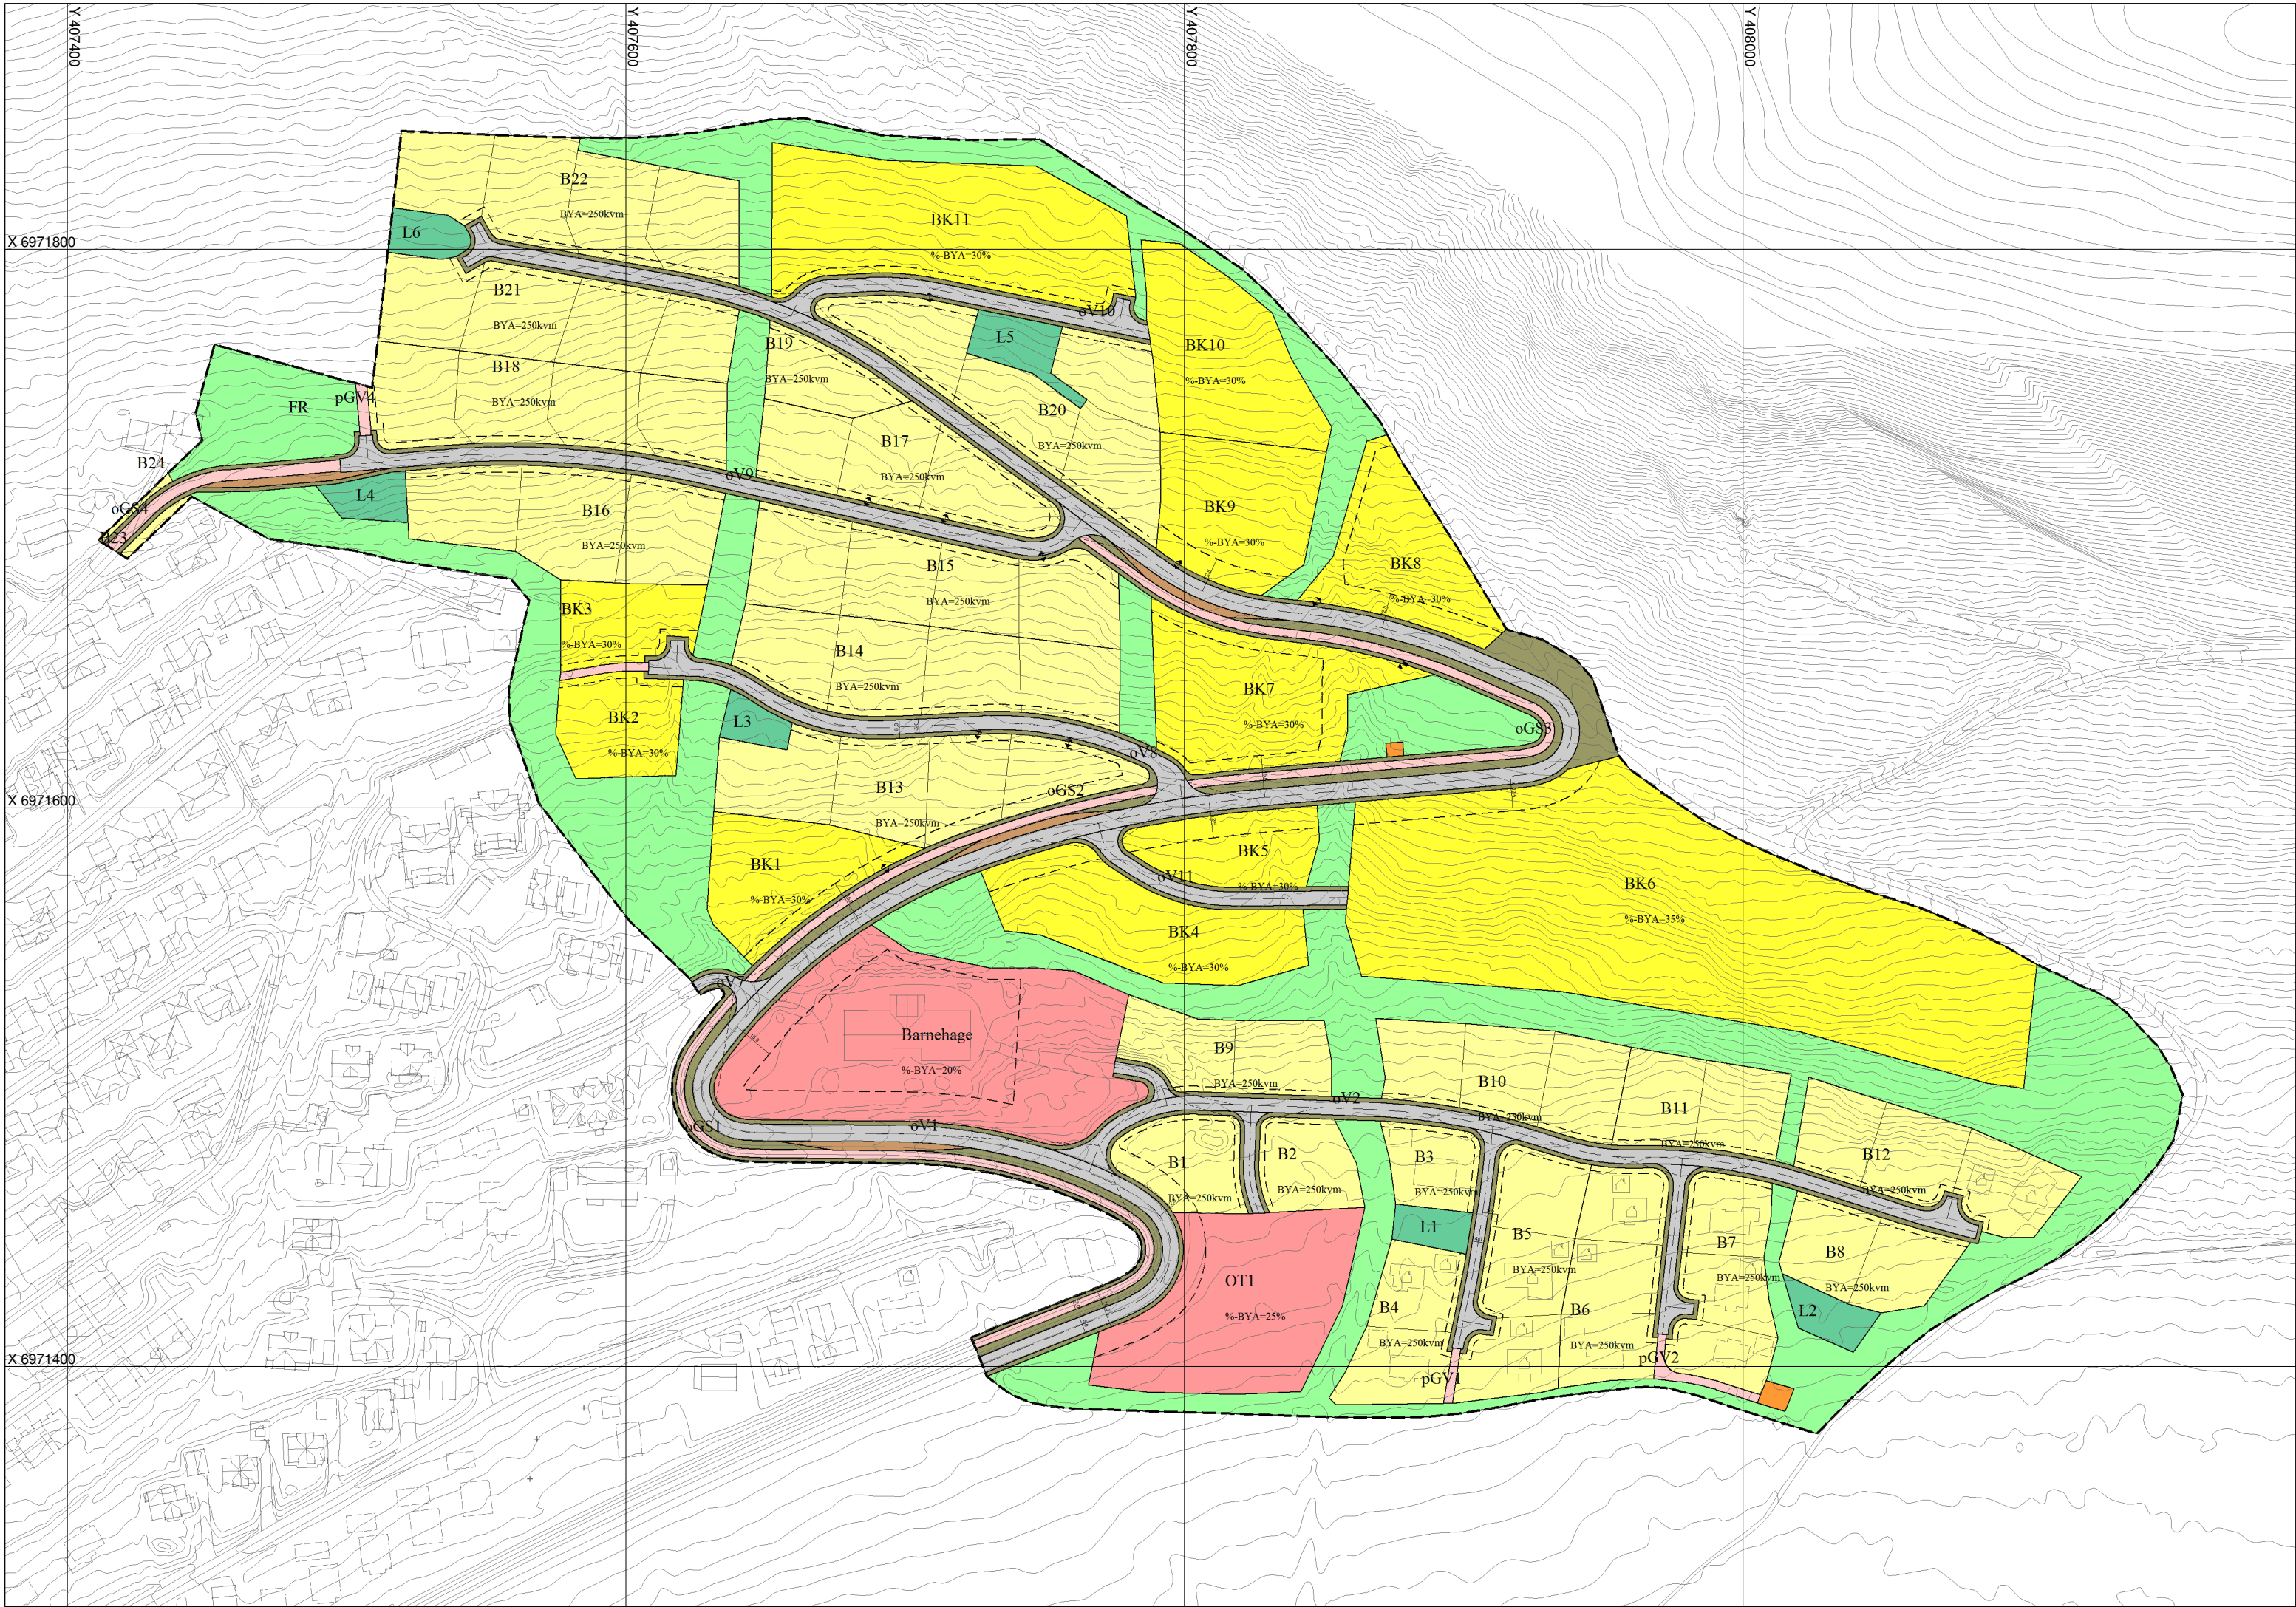 Y 407400
Y 407600
Y 407800
Y 408000
B22
BYA=250kvm
L6
X 6971800
BK11
%-BYA=30%
B21
BYA=250kvm
oV10
L5
B19
BYA=250kvm
BK10
%-BYA=30%
B18
BYA=250kvm
FR
pGV4
B20
BYA=250kvm
B17
BYA=250kvm
B24
oV9
L4
oGS4
B23
B16
BYA=250kvm
BK9
%-BYA=30%
BK8
%-BYA=30%
B15
BYA=250kvm
BK3
%-BYA=30%
B14
BYA=250kvm
BK7
%-BYA=30%
BK2
%-BYA=30%
L3
oGS3
oV8
B13
BYA=250kvm
oGS2
X 6971600
BK1
%-BYA=30%
BK5
%-BYA=30%
oV11
BK6
%-BYA=35%
BK4
%-BYA=30%
oV7
Barnehage
%-BYA=20%
B9
BYA=250kvm
B10
BYA=250kvm
oV2
B11
BYA=250kvm
oGS1
oV1
B1
BYA=250kvm
B2
BYA=250kvm
B3
BYA=250kvm
B12
BYA=250kvm
L1
B5
BYA=250kvm
B7
BYA=250kvm
B8
BYA=250kvm
OT1
%-BYA=25%
B4
BYA=250kvm
B6
BYA=250kvm
L2
X 6971400
pGV1
pGV2